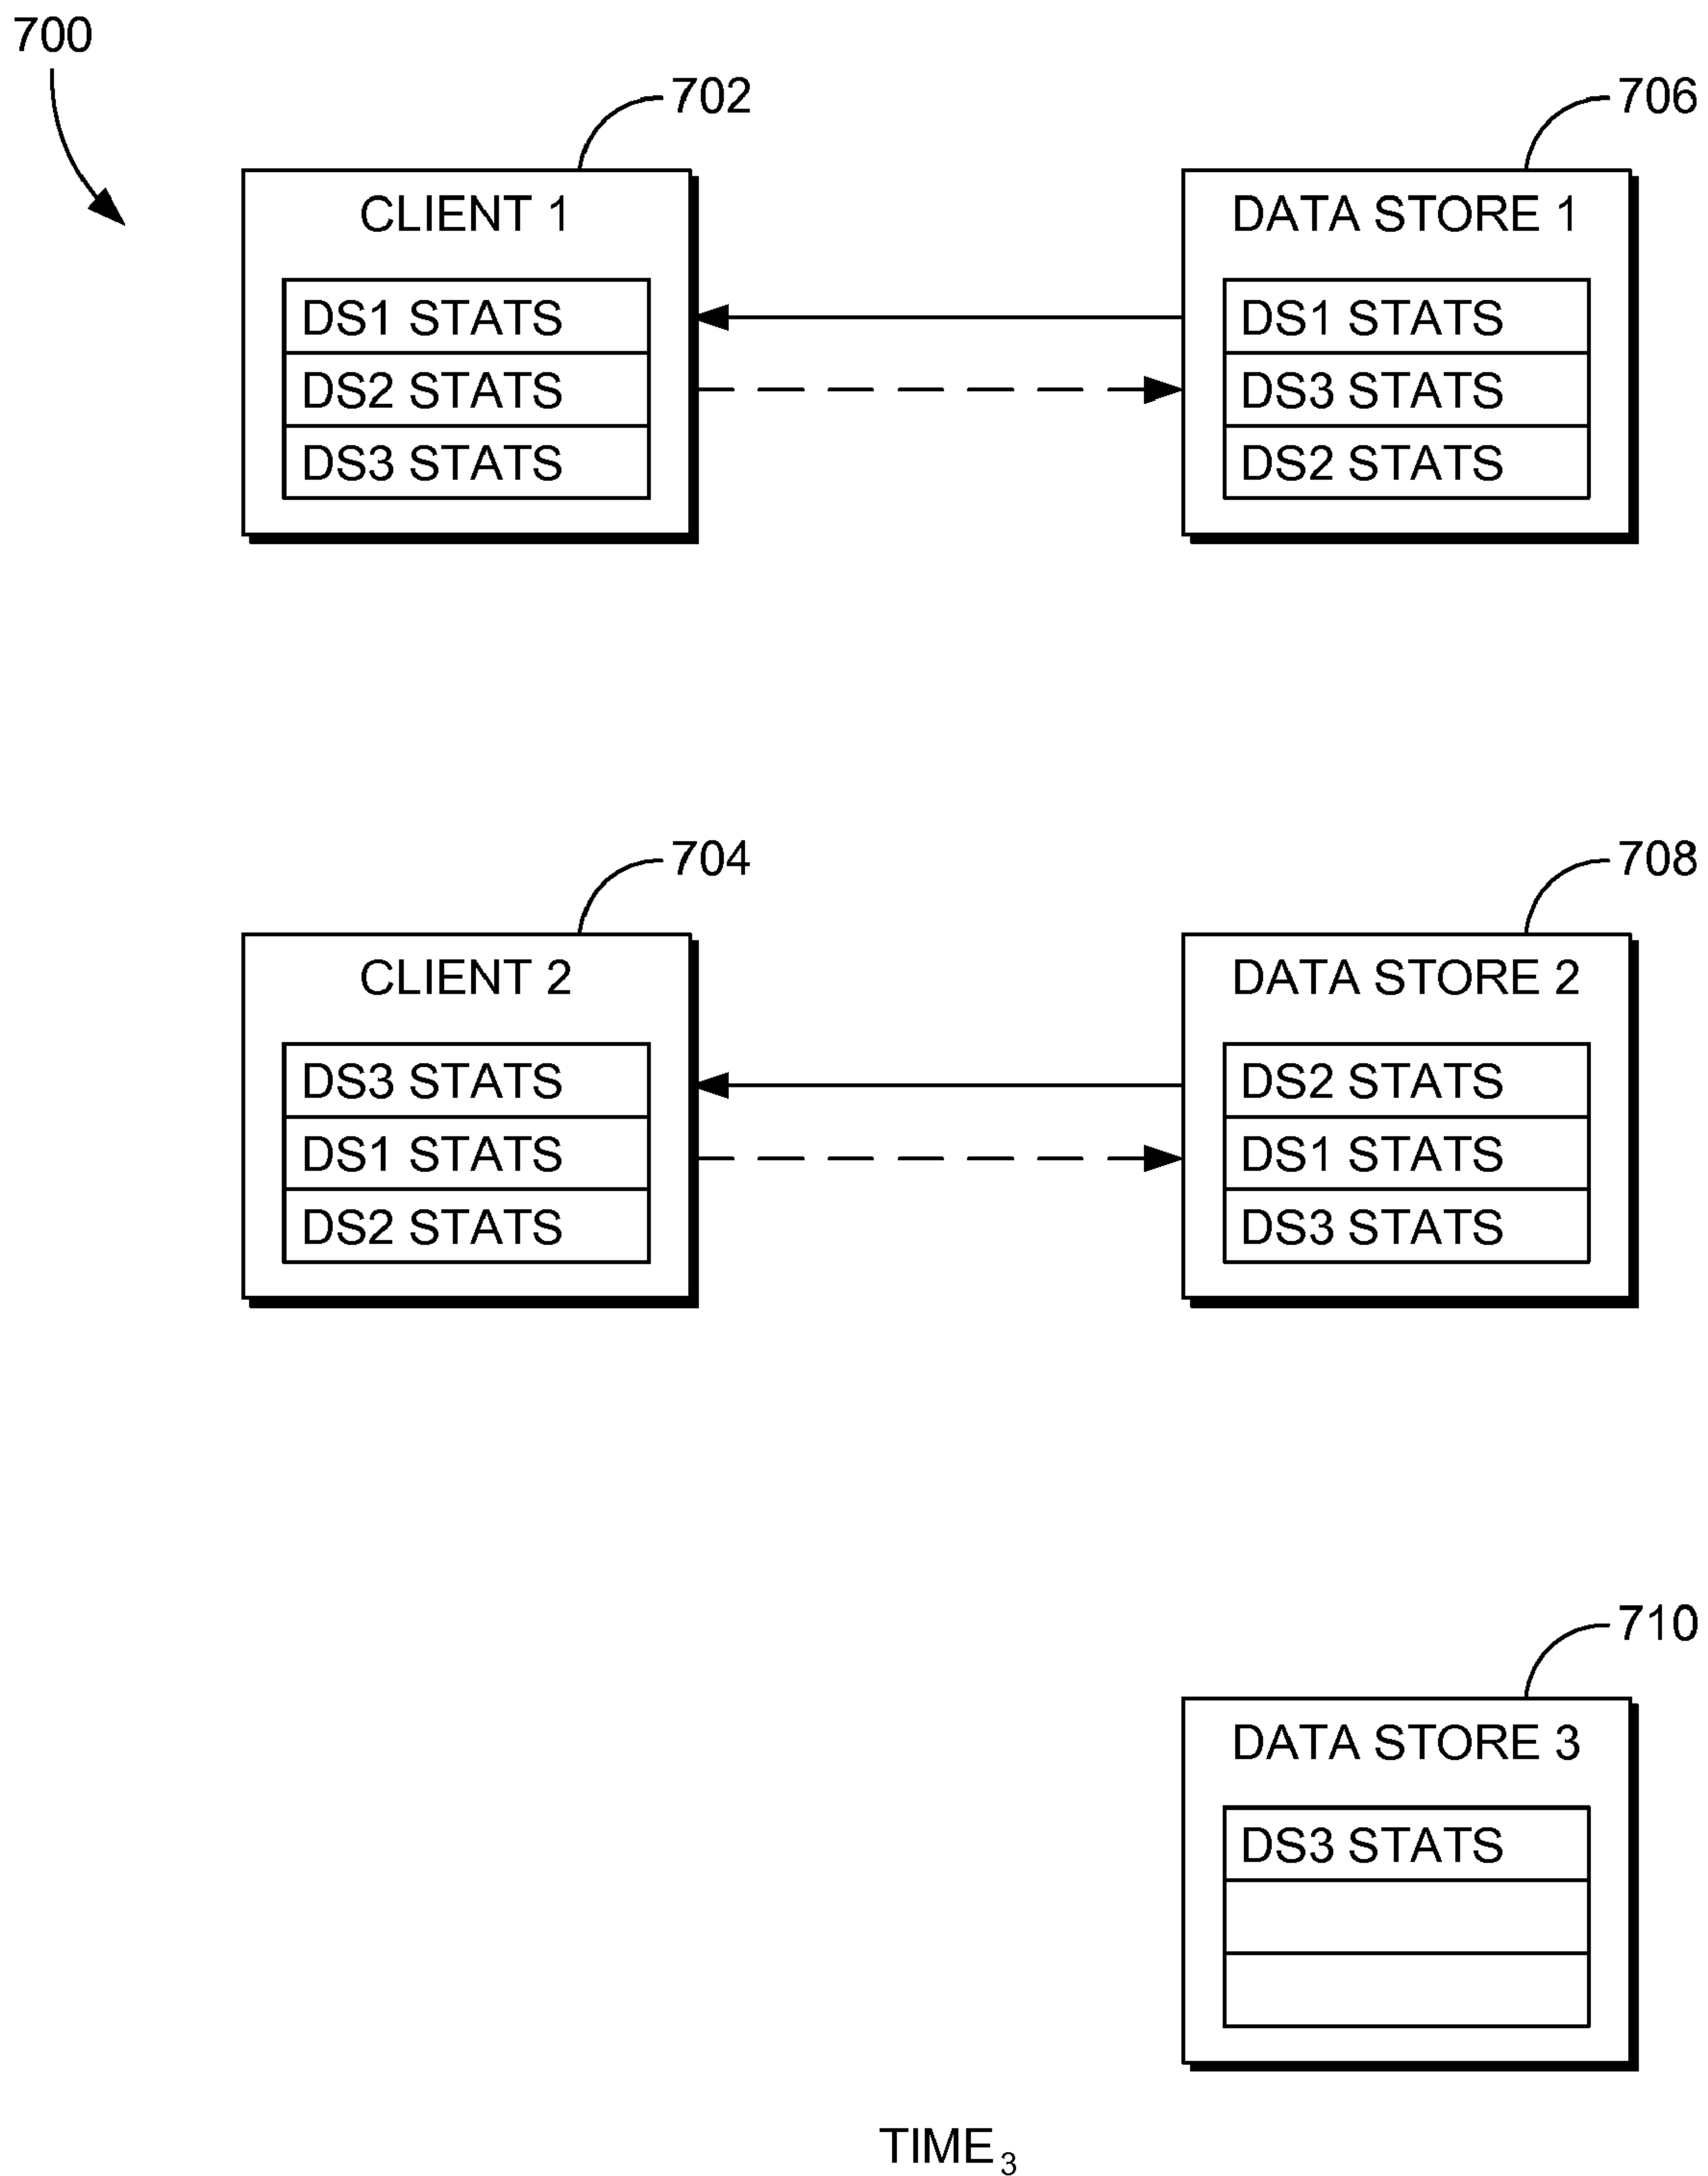 700
702
706
CLIENT 1
DATA STORE 1
DS1 STATS
DS2 STATS
DS3 STATS
DS1 STATS
DS3 STATS
DS2 STATS
704
708
CLIENT 2
DATA STORE 2
DS3 STATS
DS1 STATS
DS2 STATS
DS2 STATS
DS1 STATS
DS3 STATS
710
DATA STORE 3
DS3 STATS
TIME3